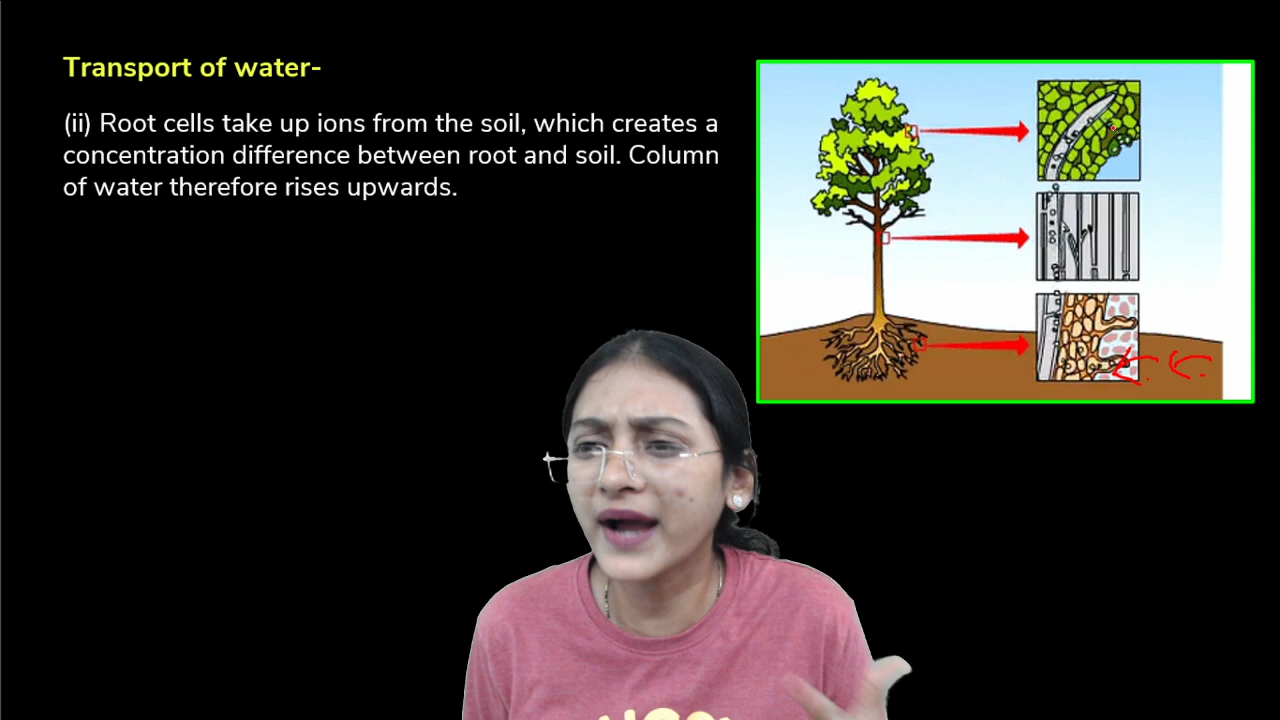 Transport of water-
(ii) Root cells take up ions from the soil, which creates a
concentration difference between root and soil. Column
of water therefore rises upwards.